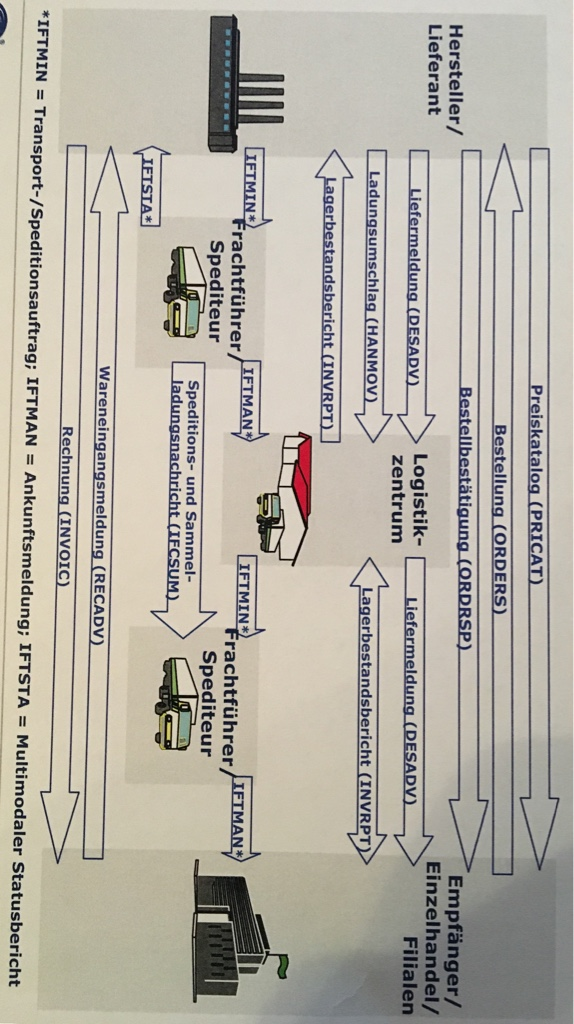 Hersteller/
Lieferant
Logistik-
zentrum
Empfänger/
Einzelhandel/
Filialen
Preiskatalog (PRICAT)
Bestellung (ORDERS)
Bestellbestätigung (ORDRSP)
Liefermeldung (DESADV)
Liefermeldung (DESADV)
Ladungsumschlag (HANMOV)
Lagerbestandsbericht (INVRPT)
Lagerbestandsbericht (INVRPT)
IFTMIN*
Frachtführer/
Spediteur
IFTMAN*
IFTMIN*
Frachtführer/
Spediteur
IFTMAN*
IFTSTA*
Speditions- und Sammel-
ladungsnachricht (IFCSUM)
Wareneingangsmeldung (RECADV)
Rechnung (INVOIC)
*IFTMIN = Transport-/Speditionsauftrag; IFTMAN = Ankunftsmeldung; IFTSTA = Multimodaler Statusbericht